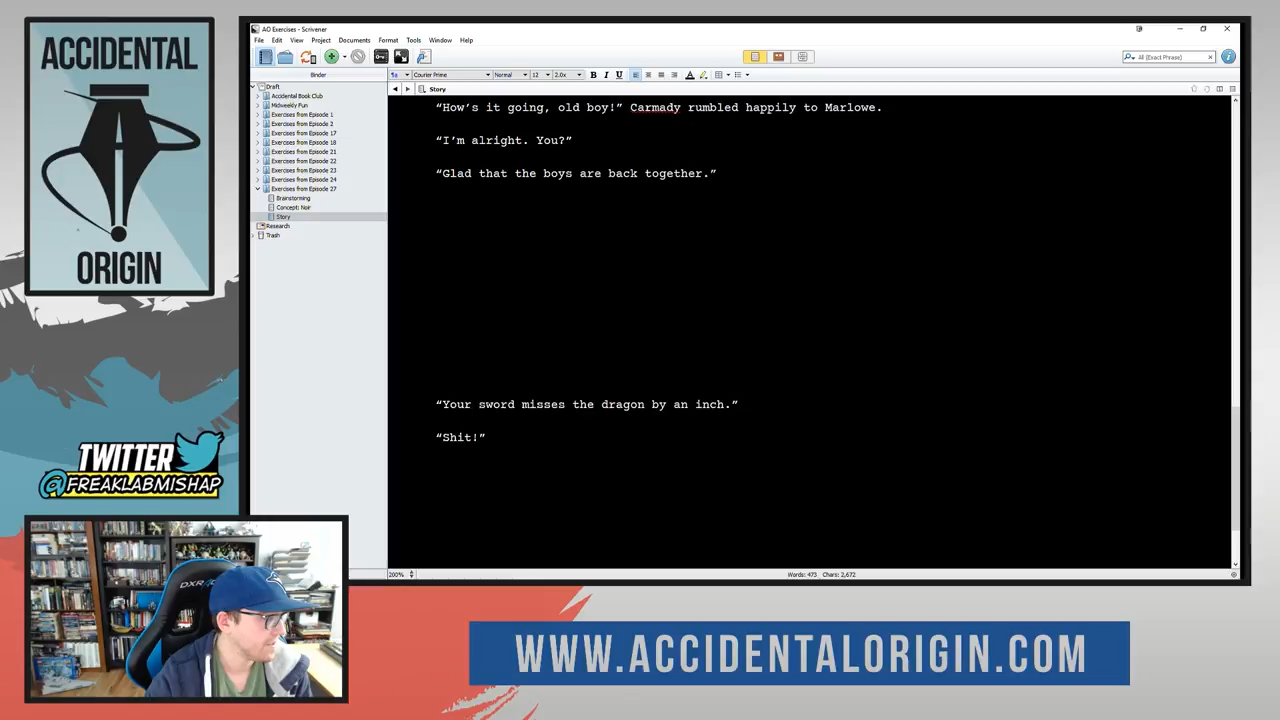 ACCIDENTAL
ORIGIN
AO Exercises - Scrivener
File Edit View Project Documents Format Tools Window Help
All (Exact Phrase)
Binder
Courier Prime Normal 12 2.0x B I U A
Story
Draft
Accidental Book Club
Midweekly Fun
Exercises from Episode 1
Exercises from Episode 2
Exercises from Episode 17
Exercises from Episode 18
Exercises from Episode 21
Exercises from Episode 22
Exercises from Episode 23
Exercises from Episode 24
Exercises from Episode 27
Brainstorming
Concept: Noir
Story
Research
Trash
“How’s it going, old boy!” Carmady rumbled happily to Marlowe.
“I’m alright. You?”
“Glad that the boys are back together.”
“Your sword misses the dragon by an inch.”
“Shit!”
200%
Words: 473 Chars: 2,672
TWITTER
@FREAKLABMISHAP
DXR
WWW.ACCIDENTALORIGIN.COM